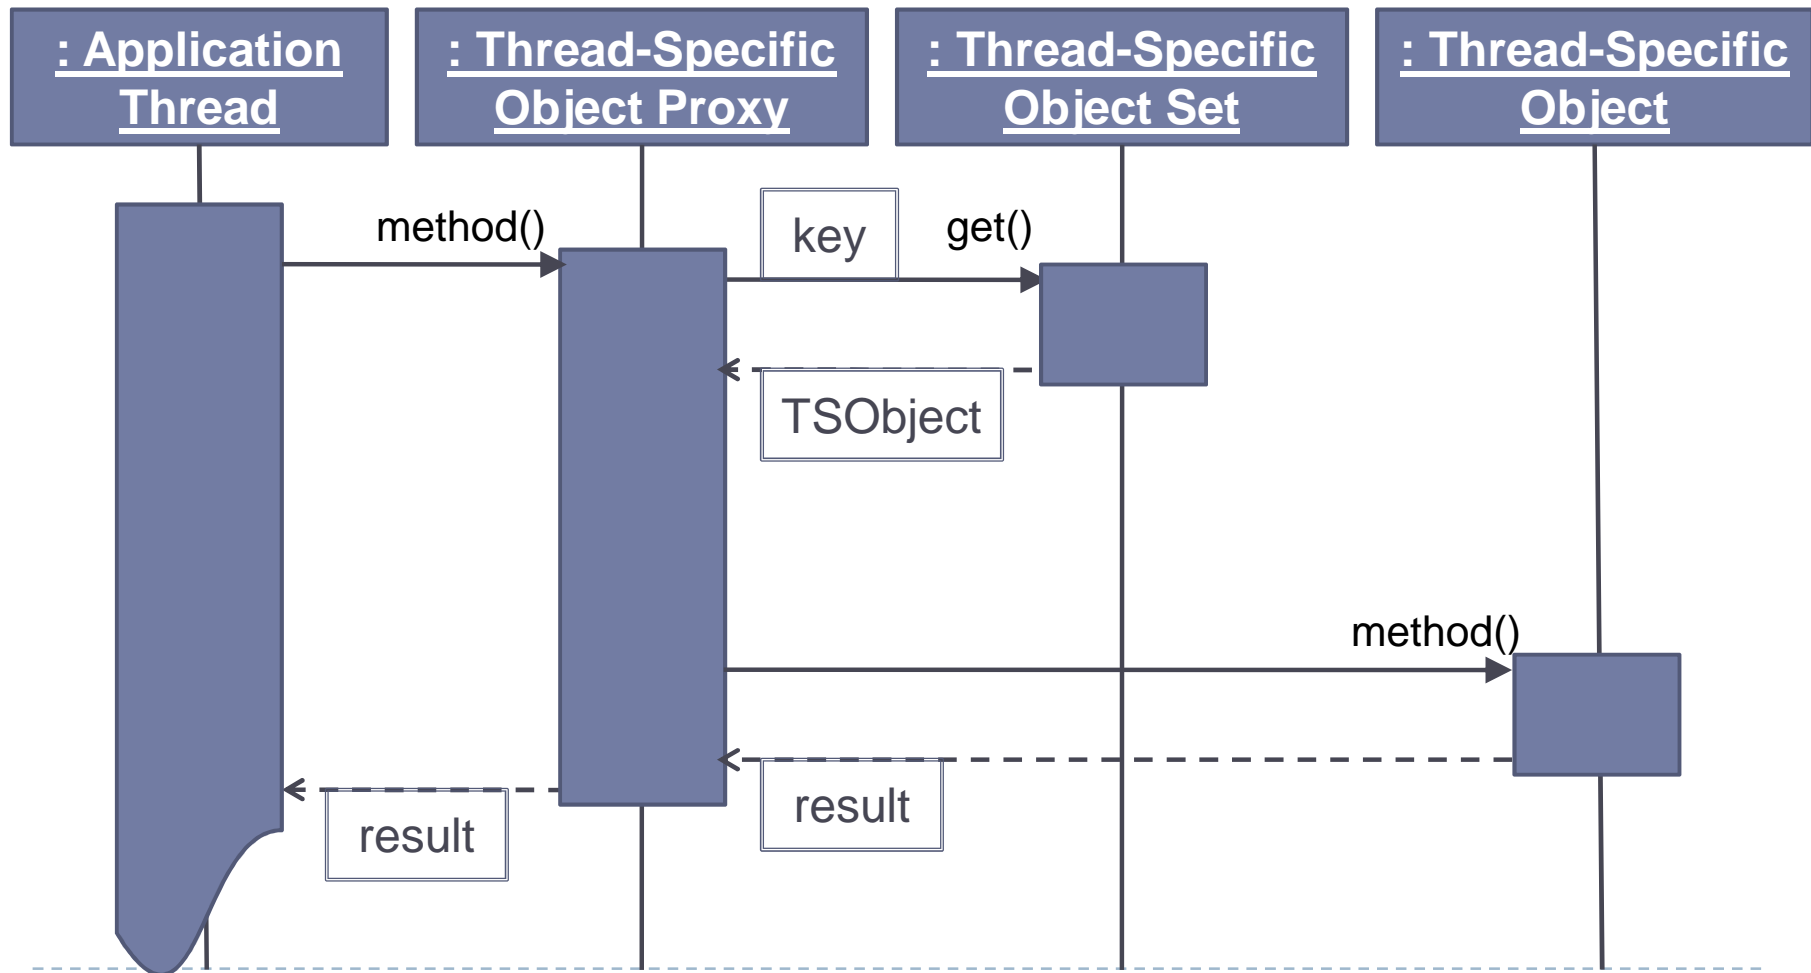 : Application
Thread
: Thread-Specific
Object Proxy
: Thread-Specific
Object Set
: Thread-Specific
Object
method()
key
get()
TSObject
method()
result
result